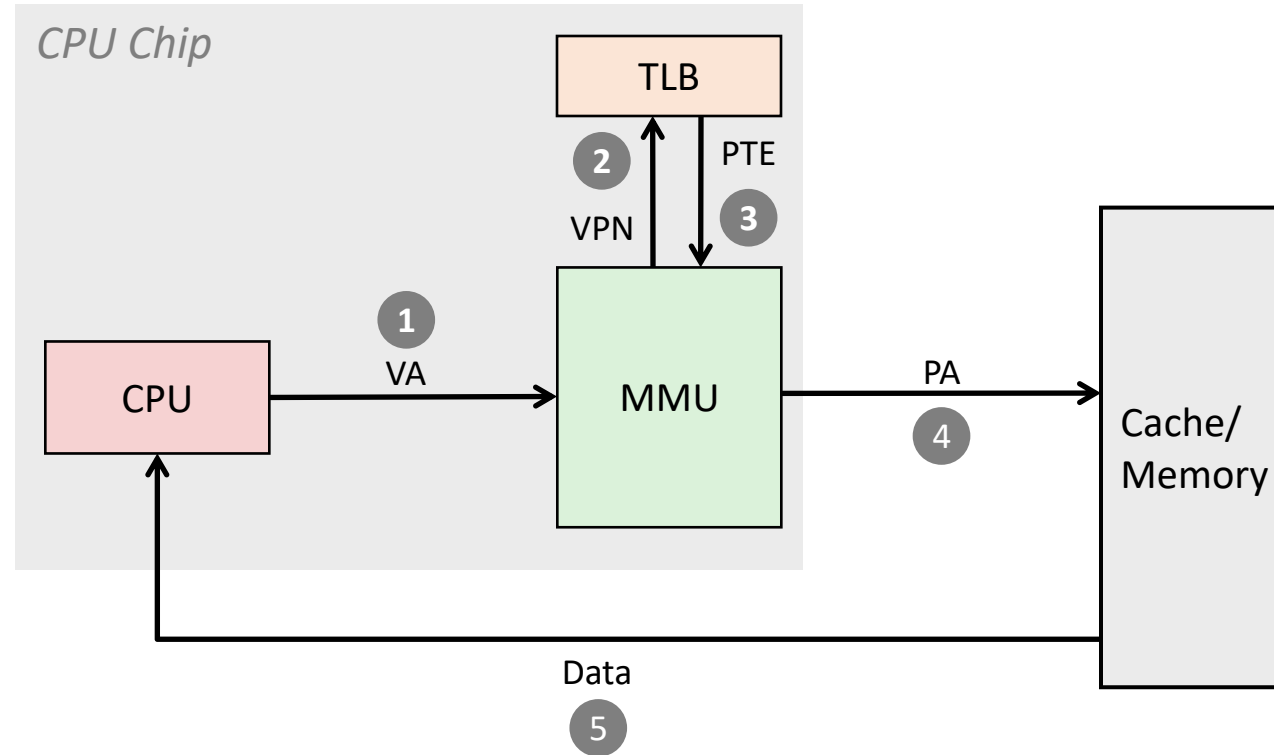 CPU Chip
TLB
2
PTE
VPN
3
1
VA
CPU
MMU
PA
4
Cache/
Memory
Data
5